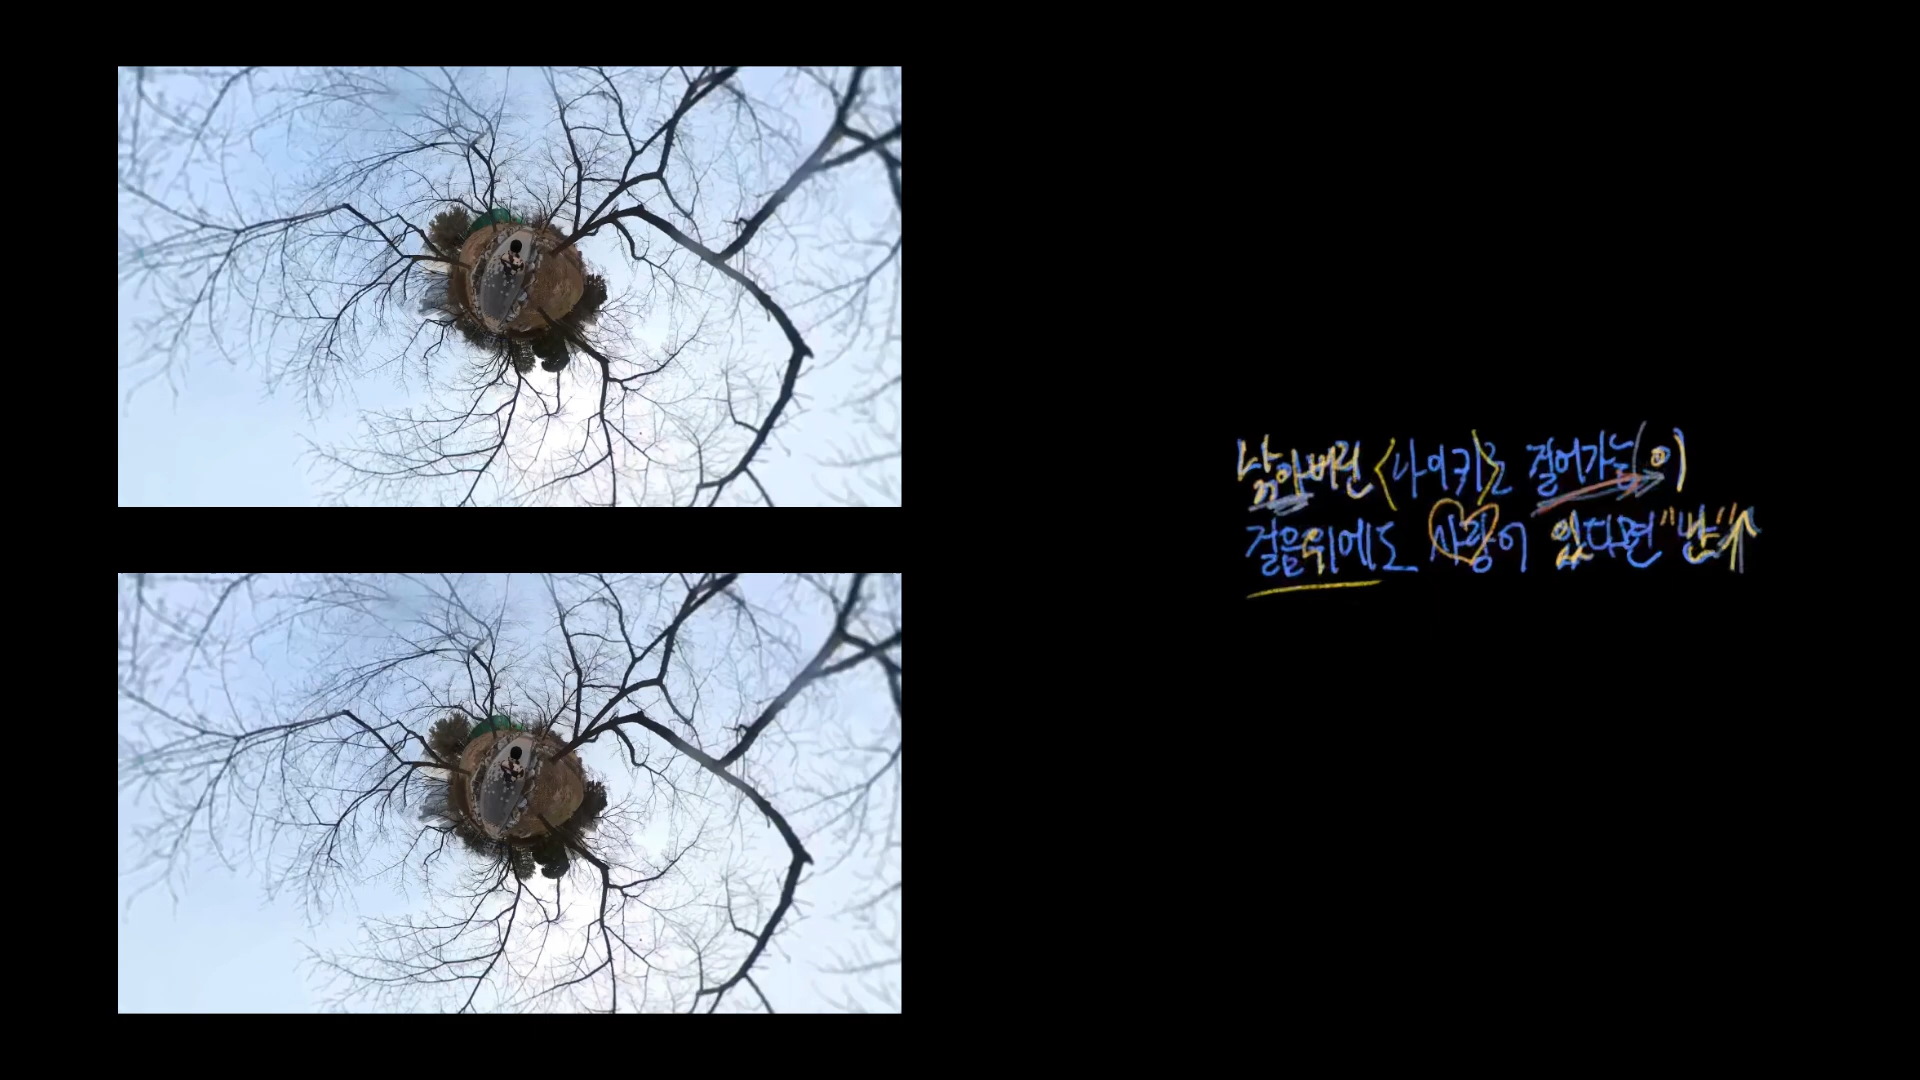 낡아버린 <나이키>로 걸어가는 (이)
걸음위에도 사랑이 있다면 "반"